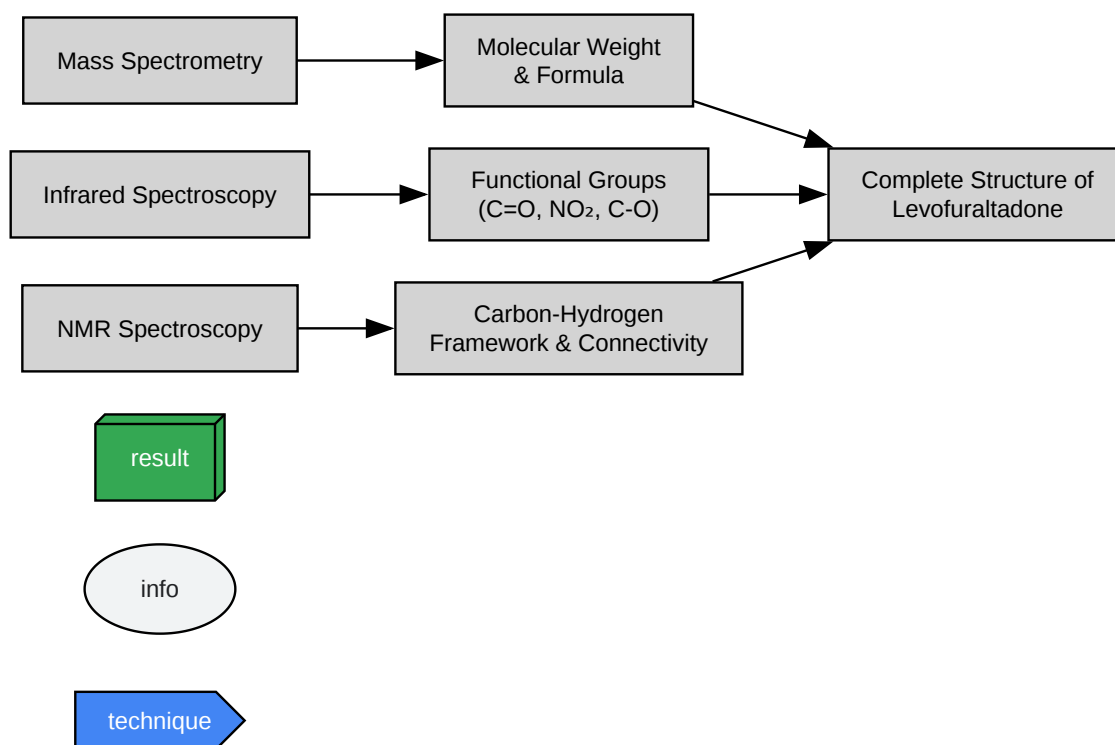 Mass Spectrometry
Molecular Weight
& Formula
Infrared Spectroscopy
Functional Groups
(C=O, NO₂, C-O)
Complete Structure of
Levofuraltadone
NMR Spectroscopy
Carbon-Hydrogen
Framework & Connectivity
result
info
technique